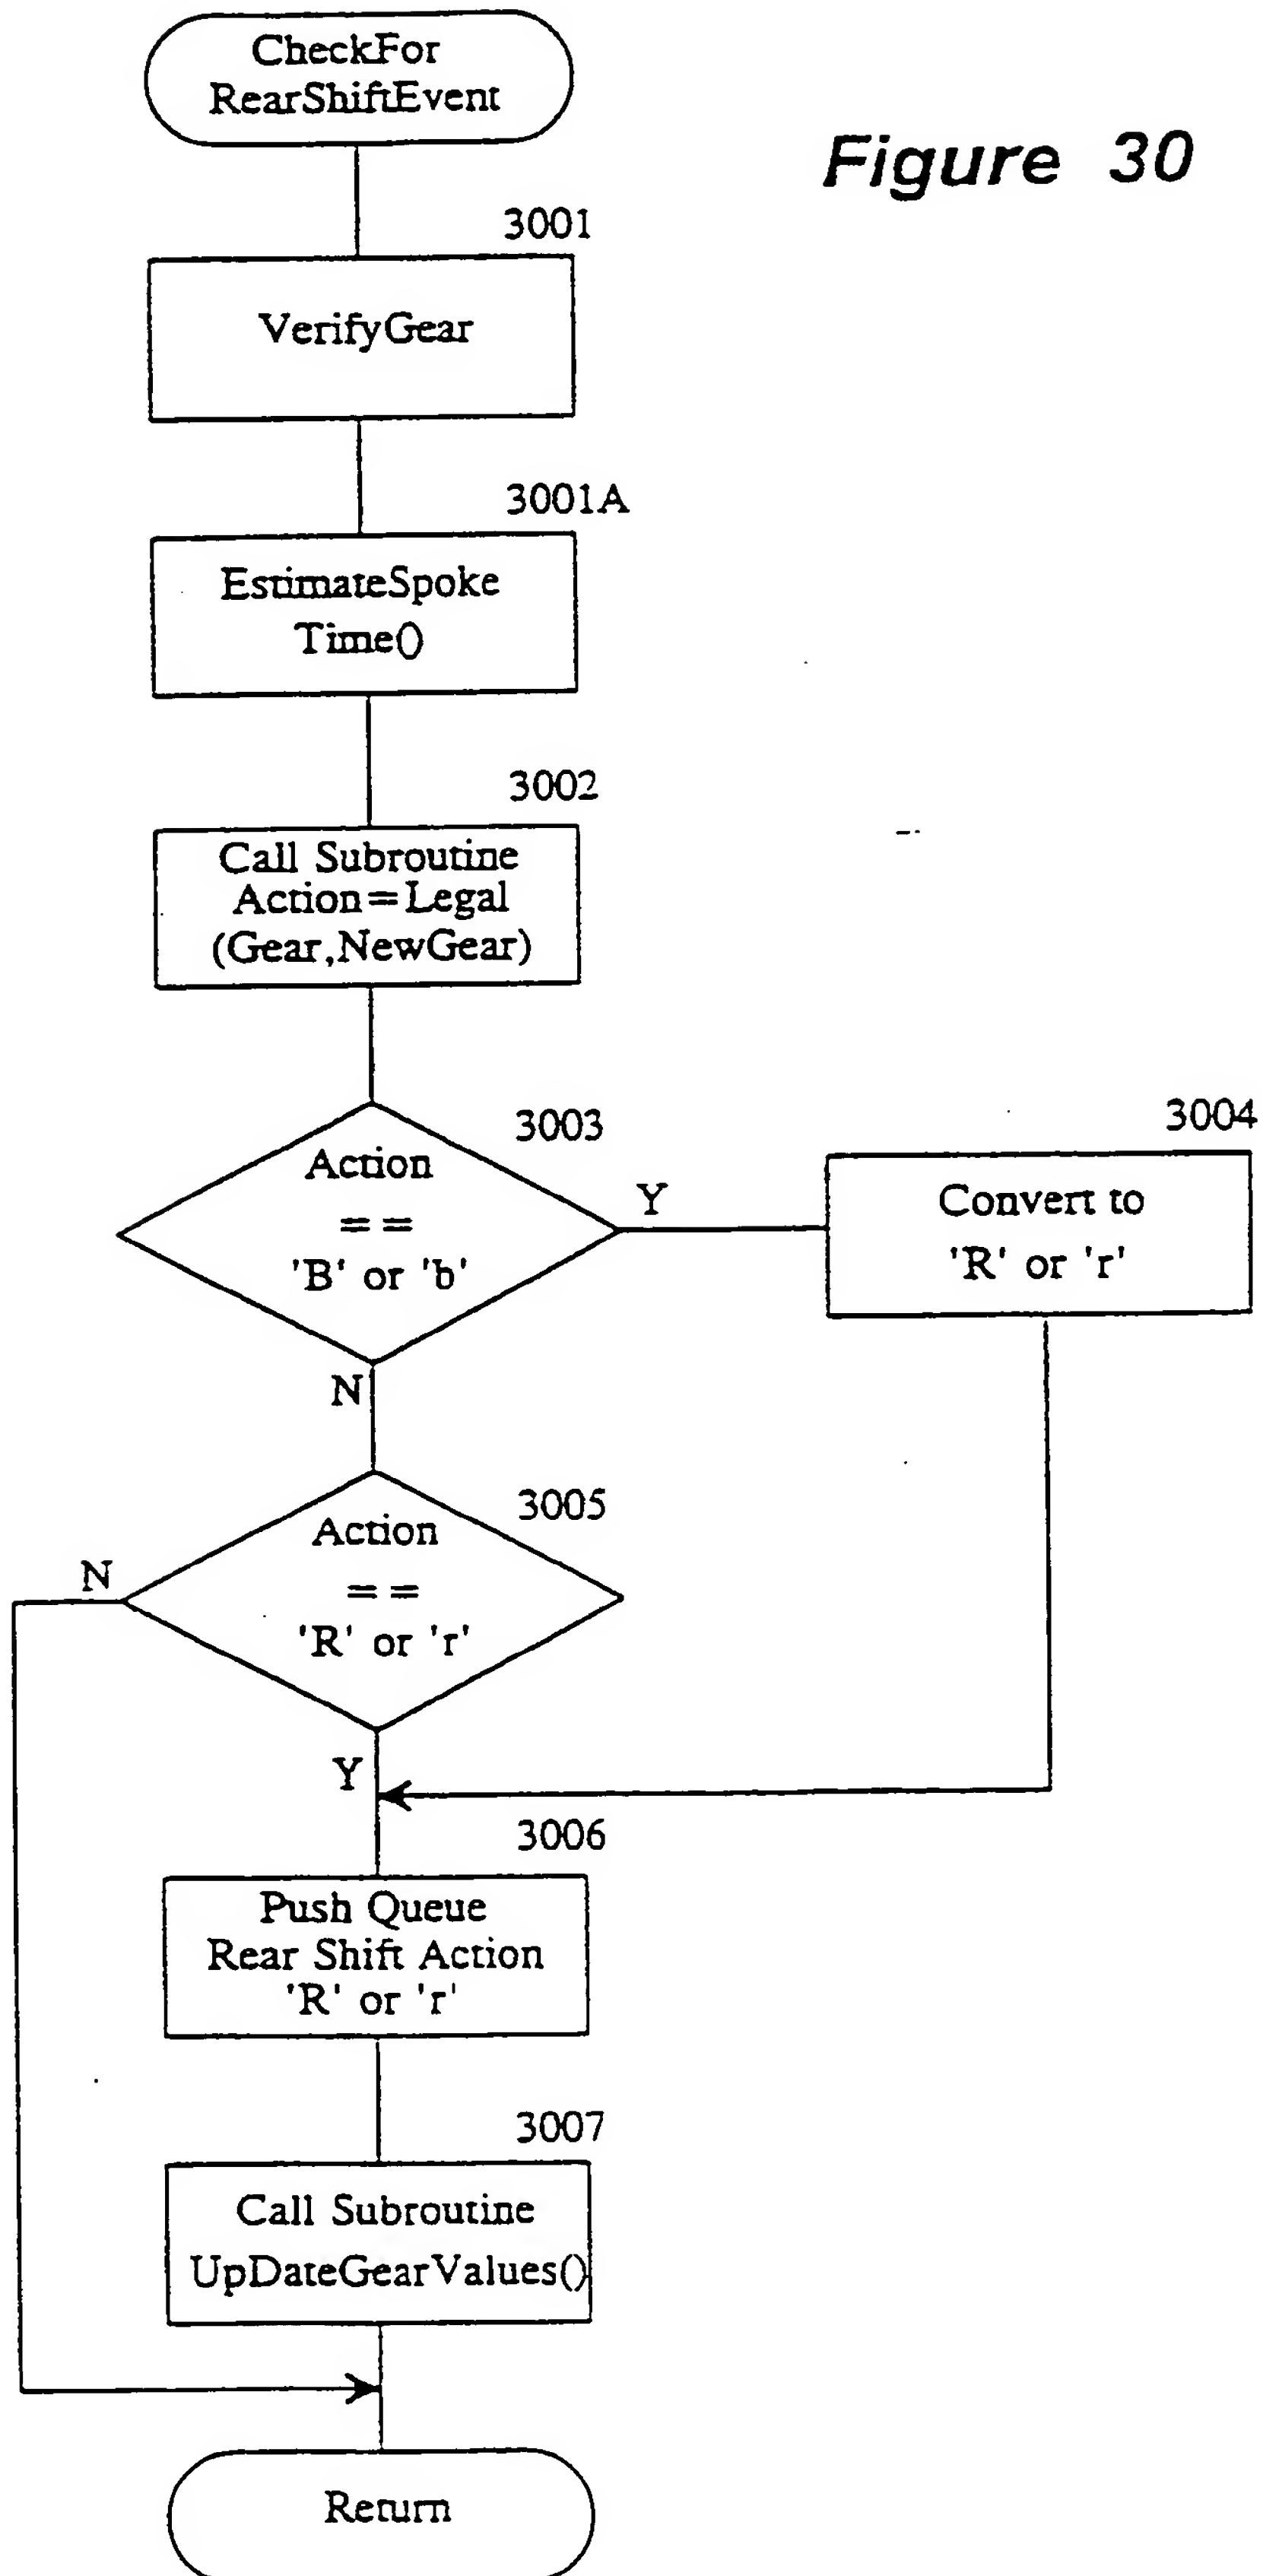 CheckFor
RearShiftEvent
Figure 30
3001
VerifyGear
3001A
EstimateSpoke
Time()
3002
Call Subroutine
Action=Legal
(Gear,NewGear)
3003
Action
==
'B' or 'b'
Y
3004
Convert to
'R' or 'r'
N
3005
Action
==
'R' or 'r'
N
Y
3006
Push Queue
Rear Shift Action
'R' or 'r'
3007
Call Subroutine
UpDateGearValues()
Return